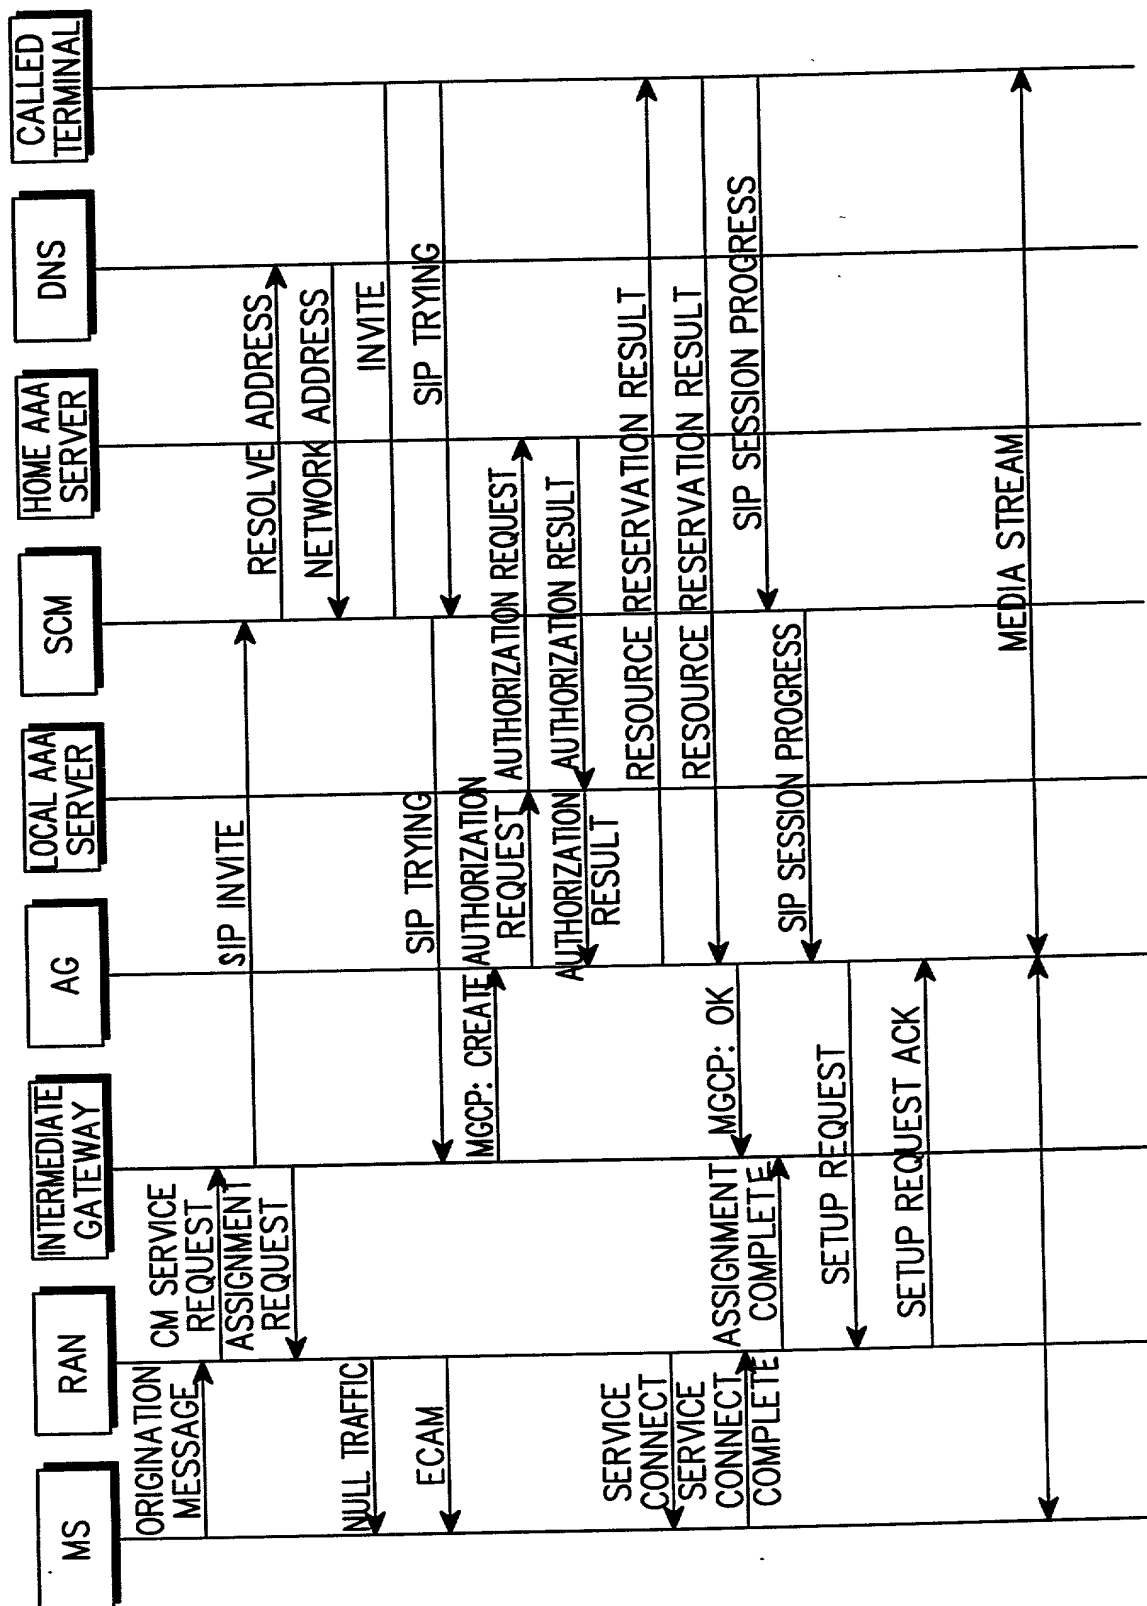 MS
RAN
INTERMEDIATE
GATEWAY
AG
LOCAL AAA
SERVER
SCM
HOME AAA
SERVER
DNS
CALLED
TERMINAL
ORIGINATION
MESSAGE
CM SERVICE
REQUEST
SIP INVITE
ASSIGNMENT
REQUEST
RESOLVE ADDRESS
NETWORK ADDRESS
NULL TRAFFIC
INVITE
ECAM
SIP TRYING
SIP TRYING
MGCP: CREATE
AUTHORIZATION
REQUEST
AUTHORIZATION REQUEST
AUTHORIZATION
RESULT
AUTHORIZATION RESULT
SERVICE
CONNECT
RESOURCE RESERVATION RESULT
RESOURCE RESERVATION RESULT
SERVICE
CONNECT
COMPLETE
MGCP: OK
ASSIGNMENT
COMPLETE
SIP SESSION PROGRESS
SIP SESSION PROGRESS
SETUP REQUEST
SETUP REQUEST ACK
MEDIA STREAM